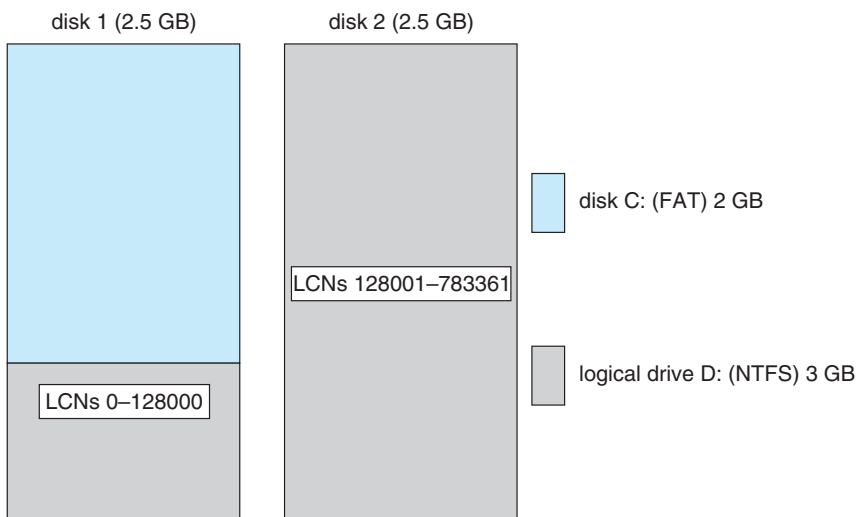 disk 1 (2.5 GB)
disk 2 (2.5 GB)
disk C: (FAT) 2 GB
LCNs 128001–783361
logical drive D: (NTFS) 3 GB
LCNs 0–128000